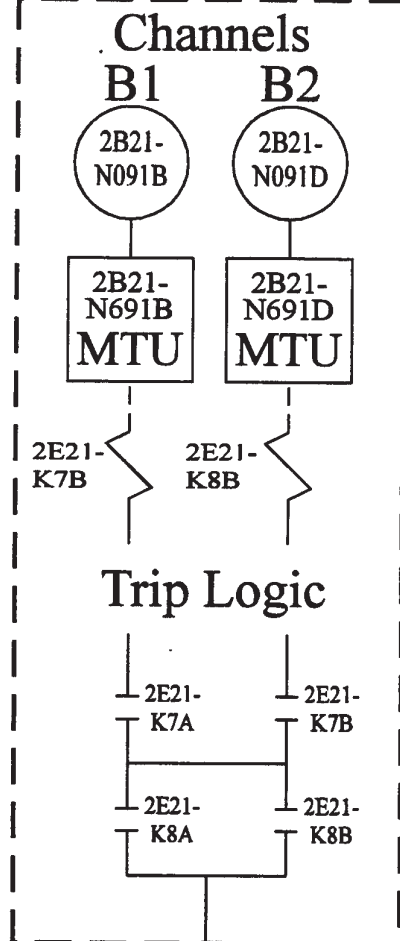 Channels
B1 B2
2B21-
N091B
2B21-
N091D
2B21-
N691B
MTU
2B21-
N691D
MTU
2E21-
K7B
2E21-
K8B
Trip Logic
2E21-
K7A
2E21-
K7B
2E21-
K8A
2E21-
K8B